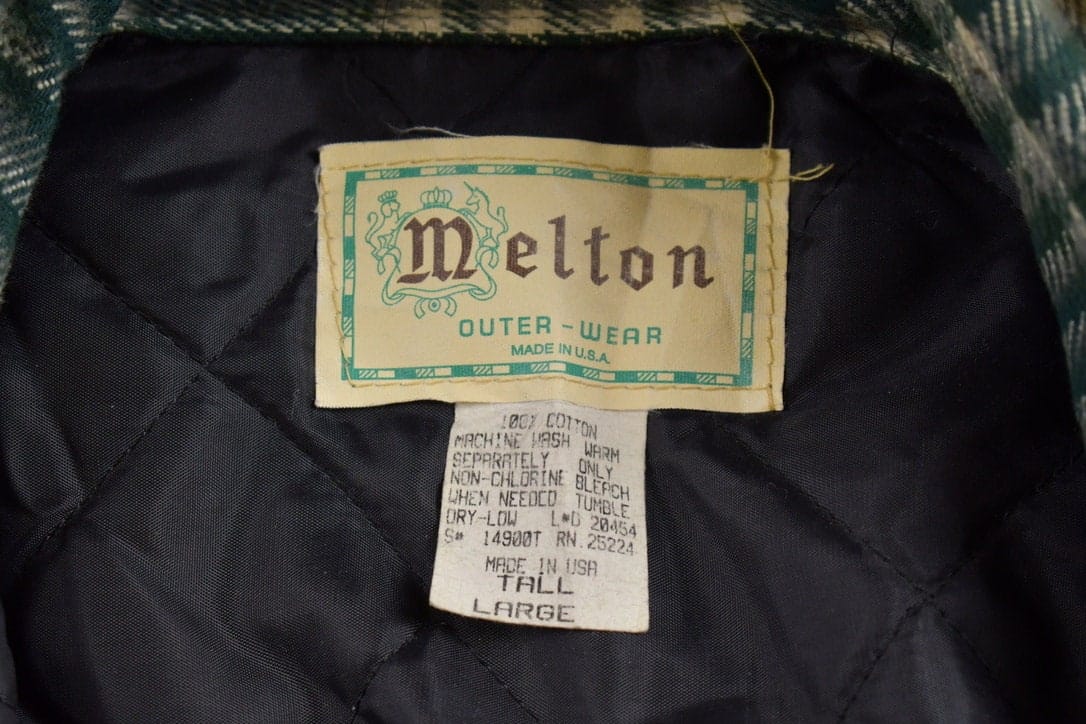 Melton
OUTER-WEAR
MADE IN U.S.A.
100% COTTON
MACHINE WASH WARM
SEPARATELY ONLY
NON-CHLORINE BLEACH
WHEN NEEDED TUMBLE
DRY-LOW L#D 20454
S# 14900T RN.25224
MADE IN USA
TALL
LARGE